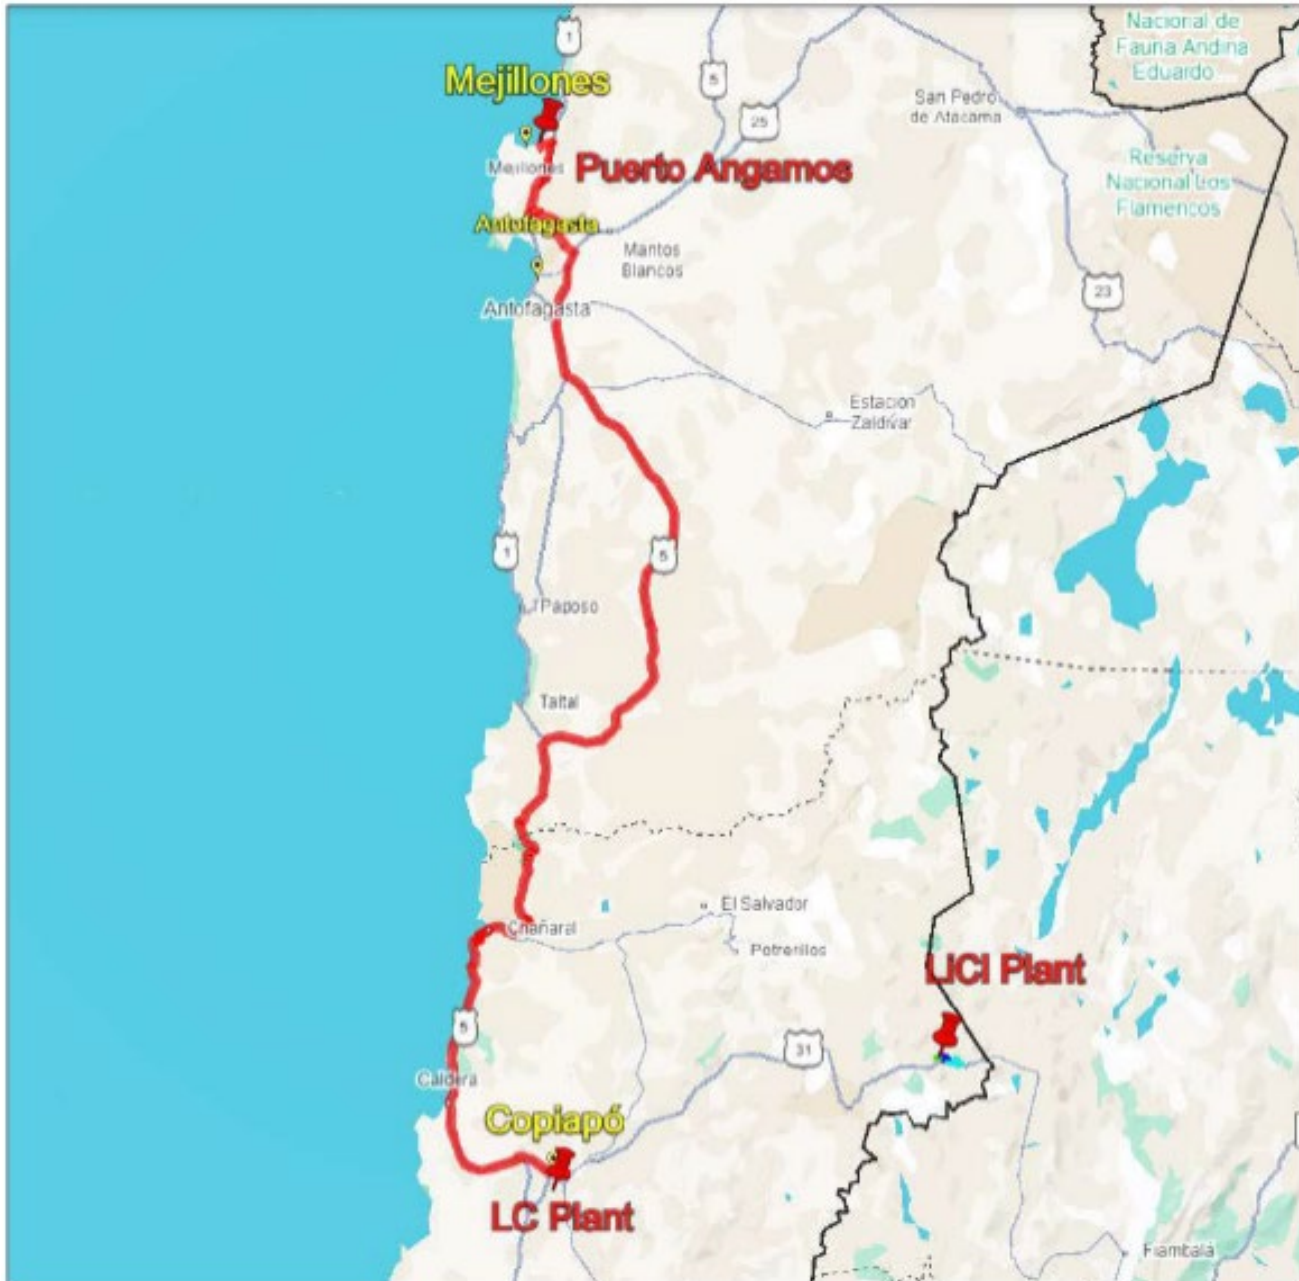 1
Nacional de
Fauna Andina
Eduardo ...
Mejillones
5
25
San Pedro
de Atacama
Mejillones
Puerto Angamos
Reserva
Nacional Los
Flamencos
Antofagasta
Mantos
Blancos
23
Antofagasta
Estacion
Zaldívar
1
5
Paposo
Taltal
El Salvador
Chañaral
Potrerillos
LiCl Plant
5
31
Caldera
Copiapó
LC Plant
Fiambalá